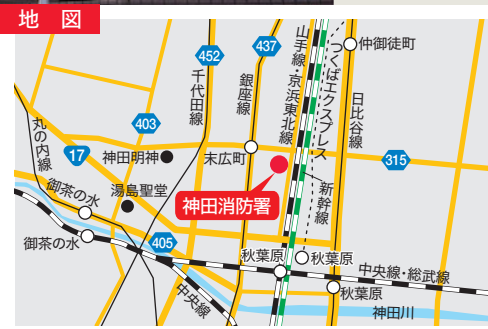 地 図
452
437
山手線・京浜東北線
つくばエクスプレス
仲御徒町
千代田線
銀座線
日比谷線
403
丸の内線
17
神田明神
末広町
315
湯島聖堂
神田消防署
新幹線
御茶の水
御茶の水
405
秋葉原
秋葉原
中央線・総武線
中央線
秋葉原
神田川